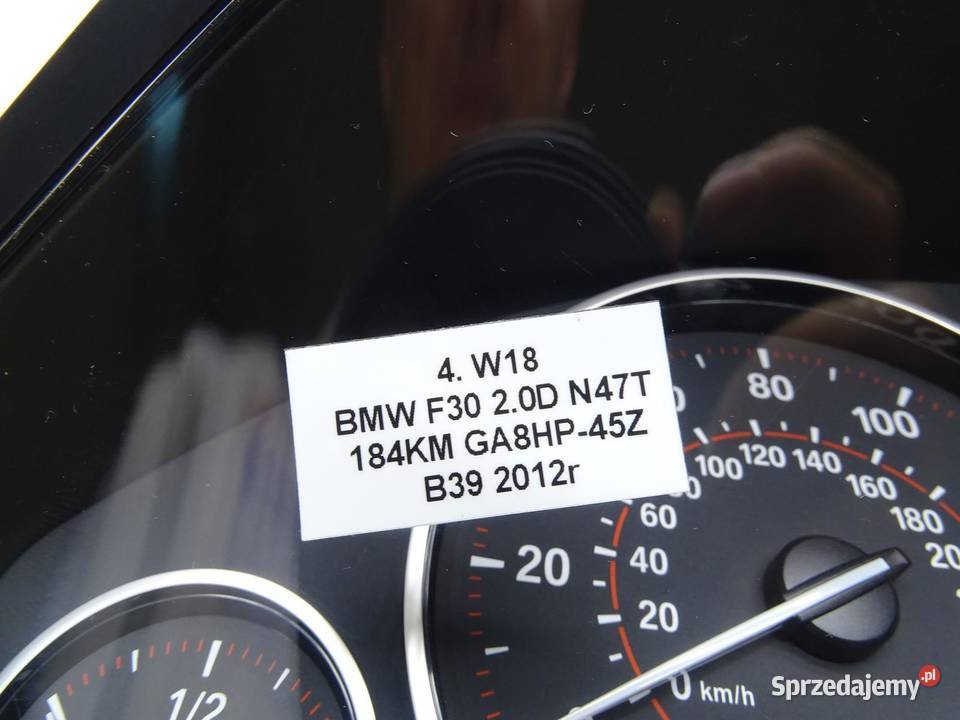 4. W18
BMW F30 2.0D N47T
184KM GA8HP-45Z
B39 2012r
80
100
100 120 140
160
180
60
20
40
20
0 km/h
1/2
Sprzedajemy.pl